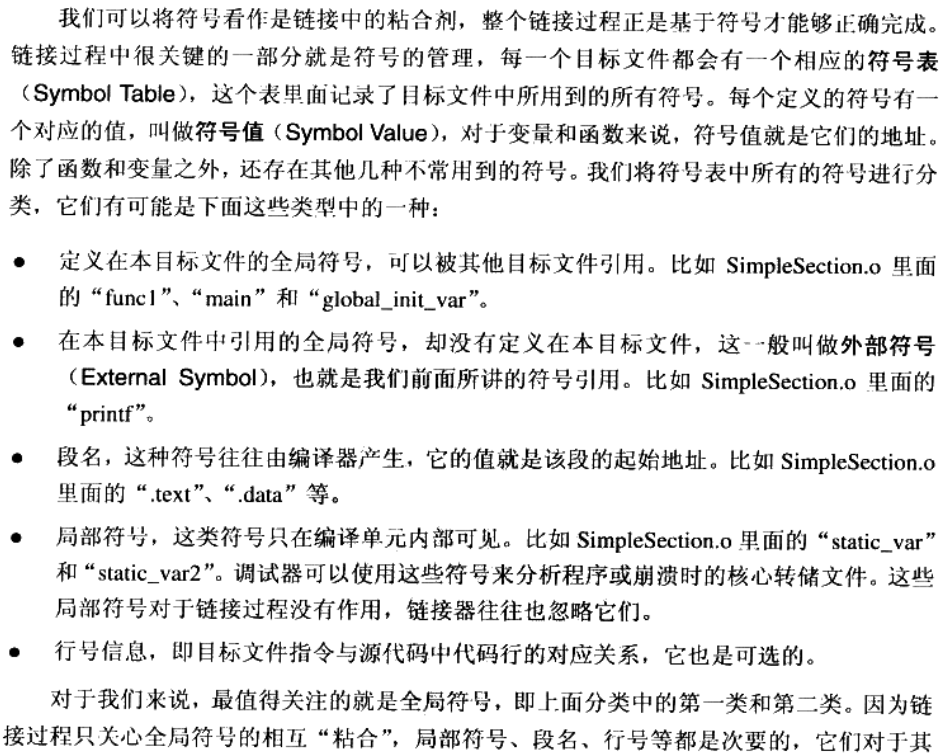 我们可以将符号看作是链接中的粘合剂，整个链接过程正是基于符号才能够正确完成。
链接过程中很关键的一部分就是符号的管理，每一个目标文件都会有一个相应的符号表
（Symbol Table），这个表里面记录了目标文件中所用到的所有符号。每个定义的符号有一
个对应的值，叫做符号值（Symbol Value），对于变量和函数来说，符号值就是它们的地址。
除了函数和变量之外，还存在其他几种不常用到的符号。我们将符号表中所有的符号进行分
类，它们有可能是下面这些类型中的一种：
● 定义在本目标文件的全局符号，可以被其他目标文件引用。比如 SimpleSection.o 里面
的“func1”、“main”和“global_init_var”。
● 在本目标文件中引用的全局符号，却没有定义在本目标文件，这一般叫做外部符号
（External Symbol），也就是我们前面所讲的符号引用。比如 SimpleSection.o 里面的
“printf”。
● 段名，这种符号往往由编译器产生，它的值就是该段的起始地址。比如 SimpleSection.o
里面的“.text”、“.data”等。
● 局部符号，这类符号只在编译单元内部可见。比如 SimpleSection.o 里面的“static_var”
和“static_var2”。调试器可以使用这些符号来分析程序或崩溃时的核心转储文件。这些
局部符号对于链接过程没有作用，链接器往往也忽略它们。
● 行号信息，即目标文件指令与源代码中代码行的对应关系，它也是可选的。
对于我们来说，最值得关注的就是全局符号，即上面分类中的第一类和第二类。因为链
接过程只关心全局符号的相互“粘合”，局部符号、段名、行号等都是次要的，它们对于其